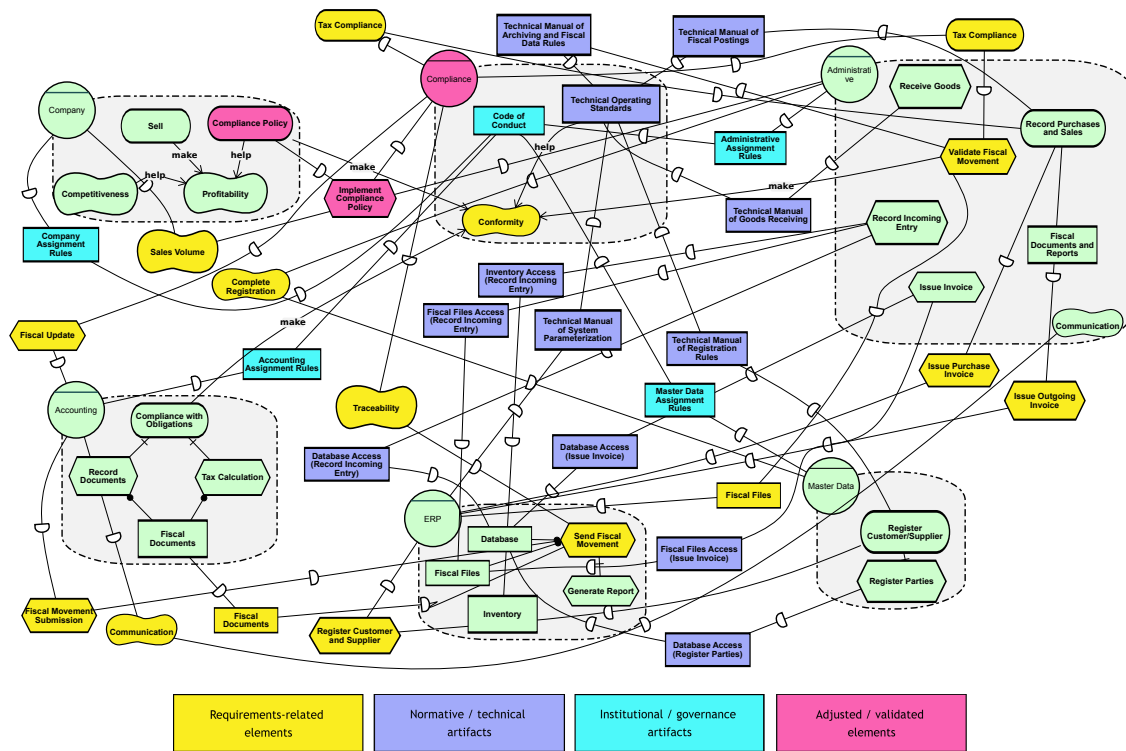 Tax Compliance
Technical Manual of
Archiving and Fiscal
Data Rules
Technical Manual of
Fiscal Postings
Tax Compliance
Company
Compliance
Administrati
ve
Receive Goods
Sell
Compliance Policy
Code of
Conduct
Technical Operating
Standards
Administrative
Assignment
Rules
Record Purchases
and Sales
make
help
help
make
help
Validate Fiscal
Movement
Competitiveness
Profitability
Implement
Compliance
Policy
make
Conformity
Technical Manual
of Goods Receiving
Record Incoming
Entry
Company
Assignment
Rules
Sales Volume
Fiscal
Documents and
Reports
Complete
Registration
Inventory Access
(Record Incoming
Entry)
Issue Invoice
Fiscal Files Access
(Record Incoming
Entry)
Technical Manual
of System
Parameterization
Communication
make
Fiscal Update
Technical Manual
of Registration
Rules
Accounting
Assignment Rules
Issue Purchase
Invoice
Issue Outgoing
Invoice
Accounting
Compliance with
Obligations
Traceability
Master Data
Assignment
Rules
Database Access
(Record Incoming
Entry)
Database Access
(Issue Invoice)
Record
Documents
Tax Calculation
Fiscal Files
Master Data
ERP
Fiscal
Documents
Database
Send Fiscal
Movement
Fiscal Files Access
(Issue Invoice)
Register
Customer/Supplier
Fiscal Files
Generate Report
Register Parties
Inventory
Fiscal Movement
Submission
Communication
Fiscal
Documents
Register Customer
and Supplier
Database Access
(Register Parties)
Requirements-related
elements
Normative / technical
artifacts
Institutional / governance
artifacts
Adjusted / validated
elements